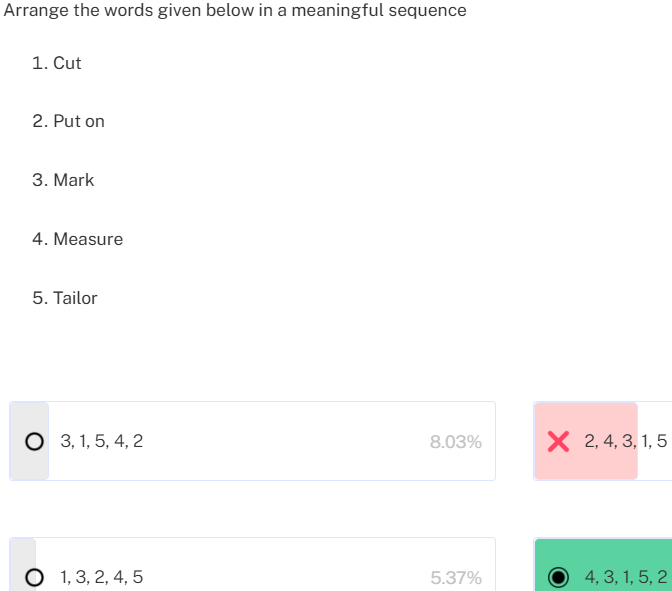 Arrange the words given below in a meaningful sequence
1. Cut
2. Put on
3. Mark
4. Measure
5. Tailor
3, 1, 5, 4, 2 8.03% 2, 4, 3, 1, 5
1, 3, 2, 4, 5 5.37% 4, 3, 1, 5, 2